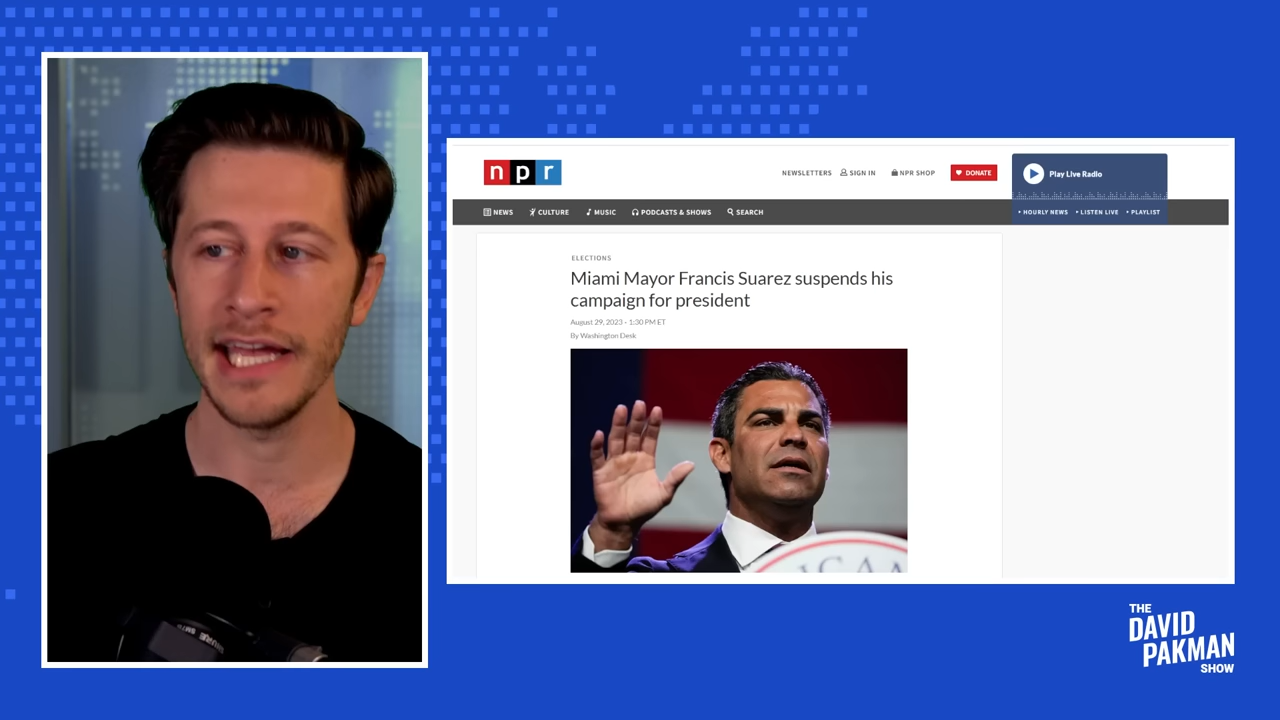 npr
NEWSLETTERS SIGN IN NPR SHOP DONATE
Play Live Radio
NEWS CULTURE MUSIC PODCASTS & SHOWS SEARCH
HOURLY NEWS LISTEN LIVE PLAYLIST
ELECTIONS
Miami Mayor Francis Suarez suspends his
campaign for president
August 29, 2023 · 1:30 PM ET
By Washington Desk
THE
DAVID
PAKMAN
SHOW